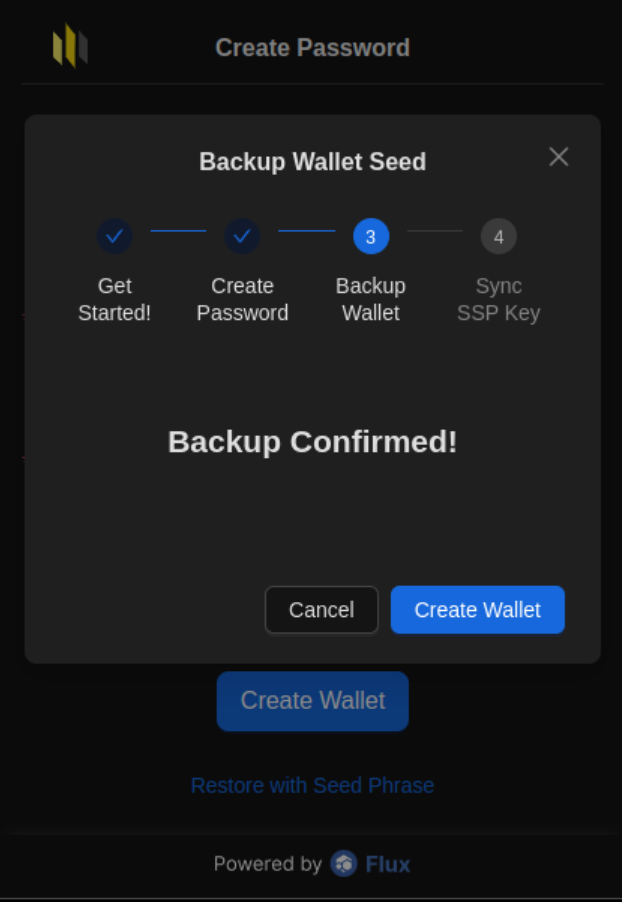 Create Password
Backup Wallet Seed
3
4
Get
Started!
Create
Password
Backup
Wallet
Sync
SSP Key
Backup Confirmed!
Cancel
Create Wallet
Create Wallet
Restore with Seed Phrase
Powered by Flux